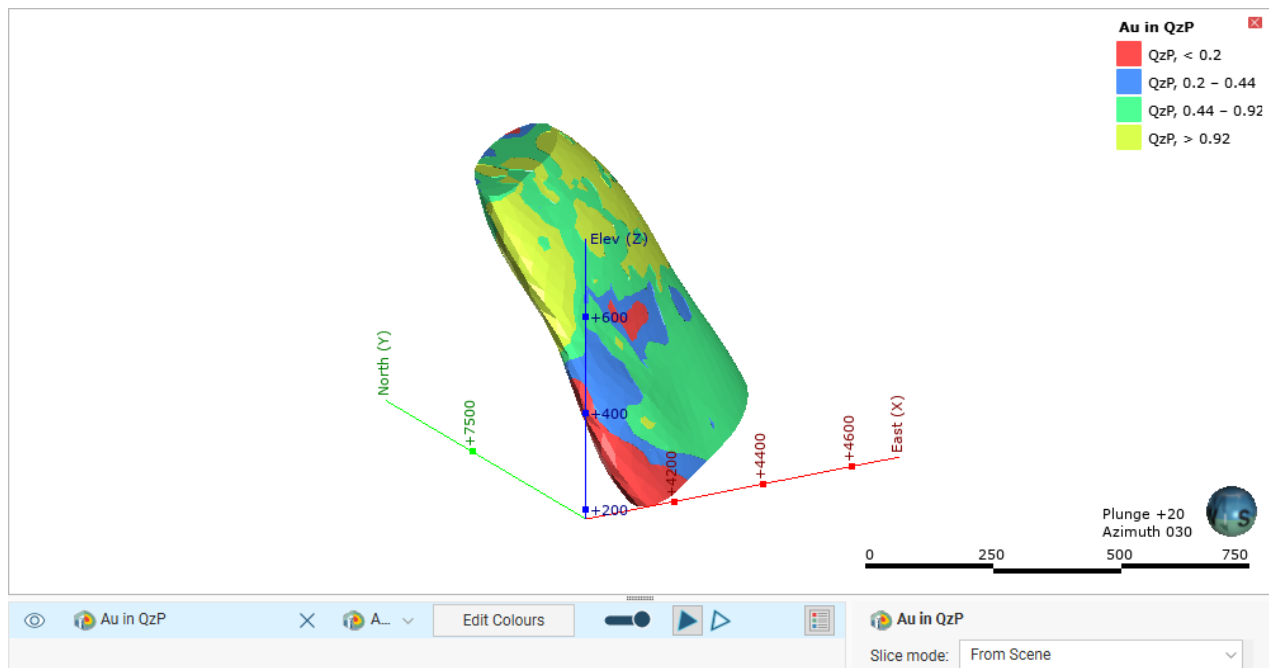 Au in QzP
QzP, < 0.2
QzP, 0.2 – 0.44
QzP, 0.44 – 0.92
QzP, > 0.92
Elev (Z)
+600
+400
+200
North (Y)
+7500
+4200
+4400
+4600
East (X)
Plunge +20
Azimuth 030
S
0 250 500 750
Au in QzP
A...
Edit Colours
Au in QzP
Slice mode: From Scene